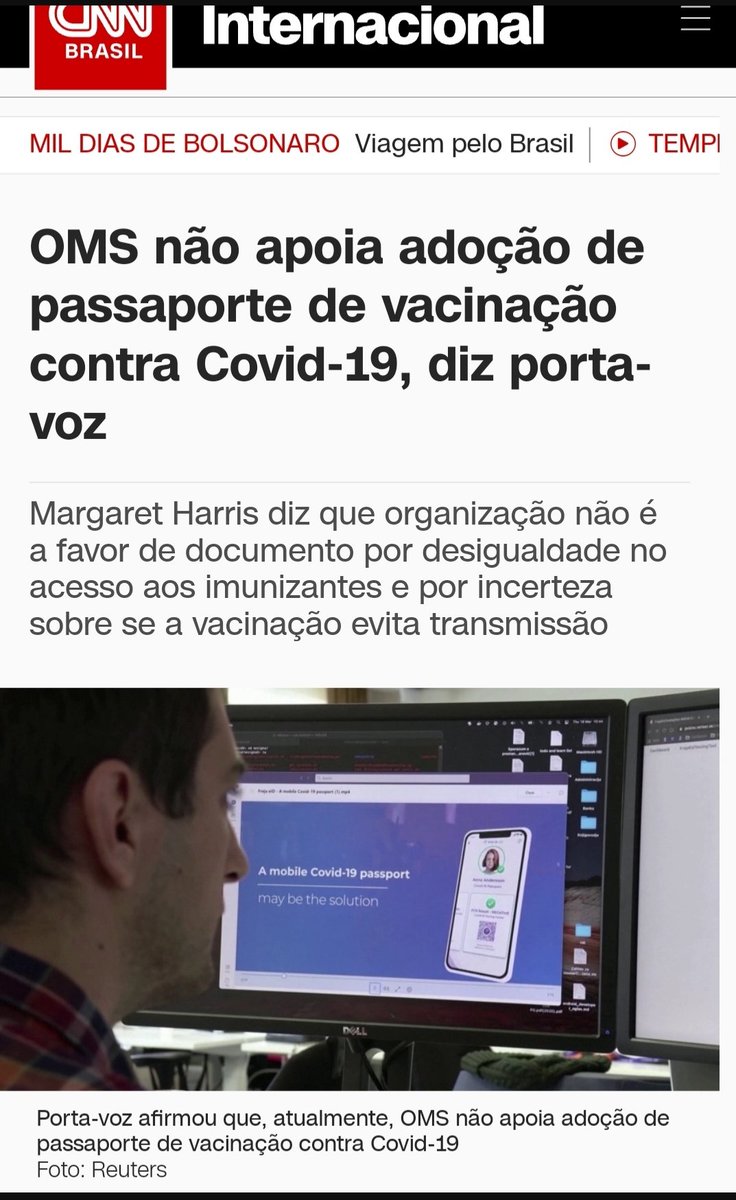 CNN
BRASIL
Internacional
MIL DIAS DE BOLSONARO Viagem pelo Brasil
OMS não apoia adoção de
passaporte de vacinação
contra Covid-19, diz porta-
voz
Margaret Harris diz que organização não é
a favor de documento por desigualdade no
acesso aos imunizantes e por incerteza
sobre se a vacinação evita transmissão
A mobile Covid-19 passport
may be the solution
DELL
Porta-voz afirmou que, atualmente, OMS não apoia adoção de
passaporte de vacinação contra Covid-19
Foto: Reuters